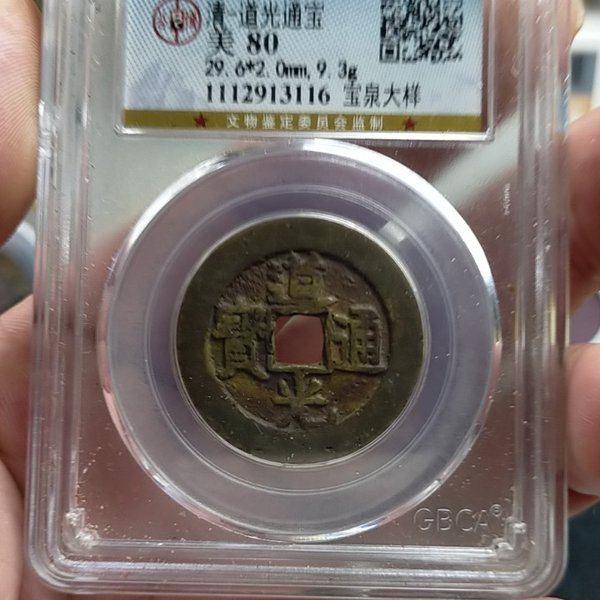 清-道光通宝
美 80
29.6*2.0mm, 9.3g
1112913116 宝泉大样
★ 文物鉴定委员会监制 ★
道
寶 通
光
GBCA®